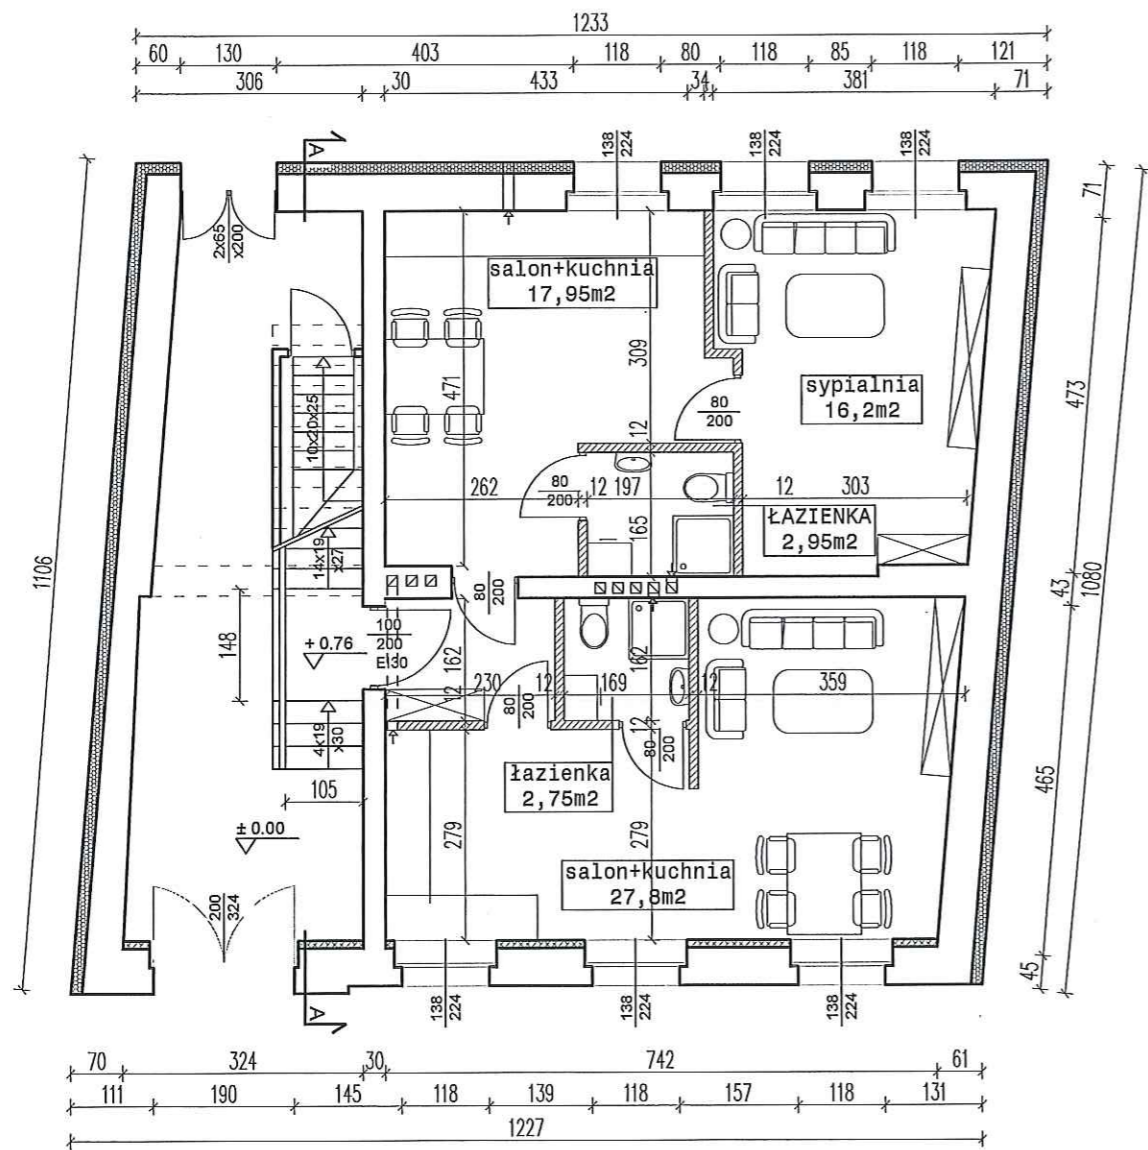 1233
60 130 403 118 80 118 85 118 121
306 30 433 34 381 71
A
138
224
138
224
138
224
71
2x65
x200
salon+kuchnia
17,95m2
309
471
sypialnia
16,2m2
473
1080
80
200
10x20x25
12
262
80
200
12 197
12 303
ŁAZIENKA
2,95m2
165
14x19
x27
1106
43
80
200
100
200
EI30
148
+ 0.76
162
162
12
230
12
169
12
359
80
200
12
80
200
4x19
x30
łazienka
2,75m2
105
± 0.00
279
279
465
salon+kuchnia
27,8m2
200
324
45
A
138
224
138
224
138
224
70 324 30 742 61
111 190 145 118 139 118 157 118 131
1227